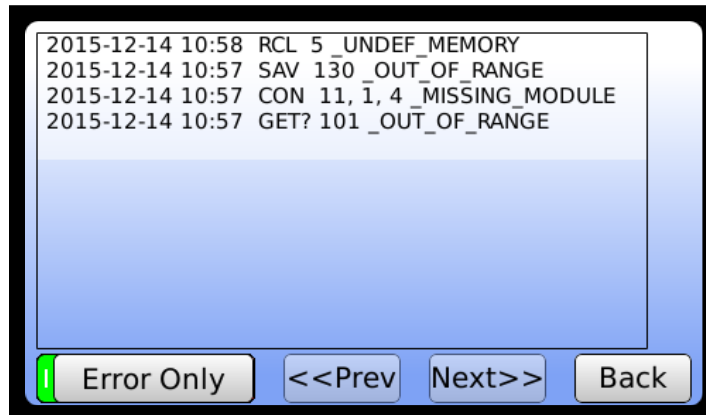 2015-12-14 10:58 RCL 5 _UNDEF_MEMORY
2015-12-14 10:57 SAV 130 _OUT_OF_RANGE
2015-12-14 10:57 CON 11, 1, 4 _MISSING_MODULE
2015-12-14 10:57 GET? 101 _OUT_OF_RANGE
I Error Only <<Prev Next>> Back